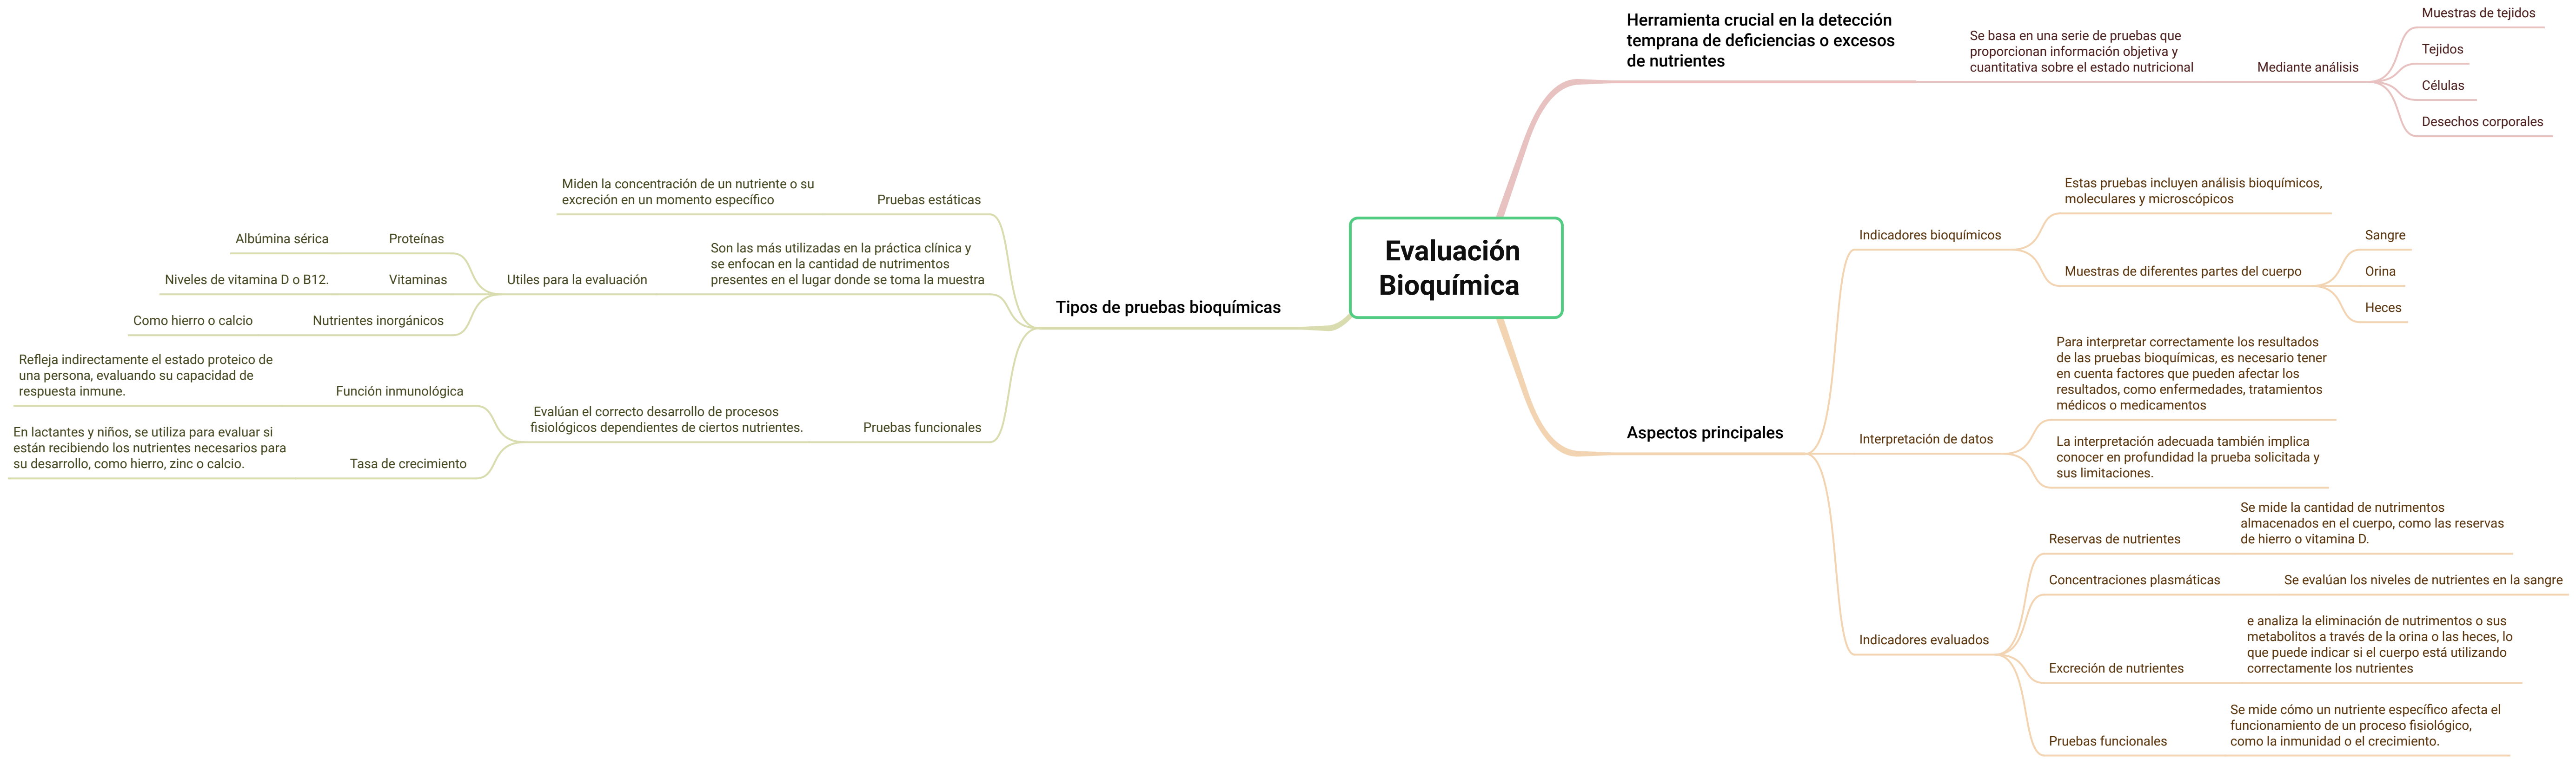 Evaluación
Bioquímica
Herramienta crucial en la detección
temprana de deficiencias o excesos
de nutrientes
Se basa en una serie de pruebas que
proporcionan información objetiva y
cuantitativa sobre el estado nutricional
Mediante análisis
Muestras de tejidos
Tejidos
Células
Desechos corporales
Aspectos principales
Indicadores bioquímicos
Estas pruebas incluyen análisis bioquímicos,
moleculares y microscópicos
Muestras de diferentes partes del cuerpo
Sangre
Orina
Heces
Interpretación de datos
Para interpretar correctamente los resultados
de las pruebas bioquímicas, es necesario tener
en cuenta factores que pueden afectar los
resultados, como enfermedades, tratamientos
médicos o medicamentos
La interpretación adecuada también implica
conocer en profundidad la prueba solicitada y
sus limitaciones.
Indicadores evaluados
Reservas de nutrientes
Se mide la cantidad de nutrimentos
almacenados en el cuerpo, como las reservas
de hierro o vitamina D.
Concentraciones plasmáticas
Se evalúan los niveles de nutrientes en la sangre
Excreción de nutrientes
e analiza la eliminación de nutrimentos o sus
metabolitos a través de la orina o las heces, lo
que puede indicar si el cuerpo está utilizando
correctamente los nutrientes
Pruebas funcionales
Se mide cómo un nutriente específico afecta el
funcionamiento de un proceso fisiológico,
como la inmunidad o el crecimiento.
Tipos de pruebas bioquímicas
Pruebas estáticas
Miden la concentración de un nutriente o su
excreción en un momento específico
Son las más utilizadas en la práctica clínica y
se enfocan en la cantidad de nutrimentos
presentes en el lugar donde se toma la muestra
Utiles para la evaluación
Proteínas
Albúmina sérica
Vitaminas
Niveles de vitamina D o B12.
Nutrientes inorgánicos
Como hierro o calcio
Pruebas funcionales
Evalúan el correcto desarrollo de procesos
fisiológicos dependientes de ciertos nutrientes.
Función inmunológica
Refleja indirectamente el estado proteico de
una persona, evaluando su capacidad de
respuesta inmune.
Tasa de crecimiento
En lactantes y niños, se utiliza para evaluar si
están recibiendo los nutrientes necesarios para
su desarrollo, como hierro, zinc o calcio.